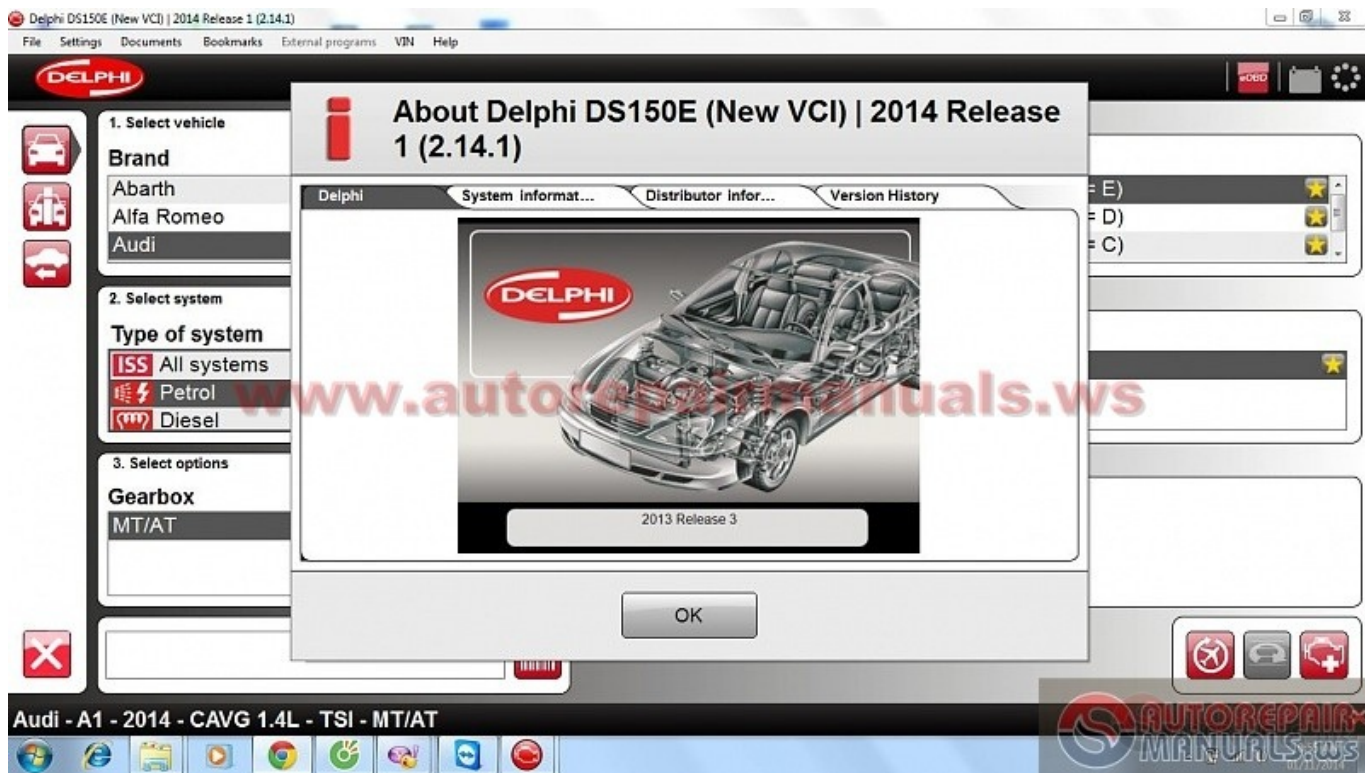 Delphi DS150E (New VCI) | 2014 Release 1 (2.14.1)
File Settings Documents Bookmarks External programs VIN Help
DELPHI
eOBD
About Delphi DS150E (New VCI) | 2014 Release
1 (2.14.1)
Delphi
System informat...
Distributor infor...
Version History
1. Select vehicle
Brand
Abarth
Alfa Romeo
Audi
= E)
= D)
= C)
DELPHI
2. Select system
Type of system
ISS All systems
Petrol
Diesel
www.autorepairmanuals.ws
3. Select options
Gearbox
MT/AT
2013 Release 3
OK
Audi - A1 - 2014 - CAVG 1.4L - TSI - MT/AT
AUTOREPAIR
MANUALS.WS
01/11/2014